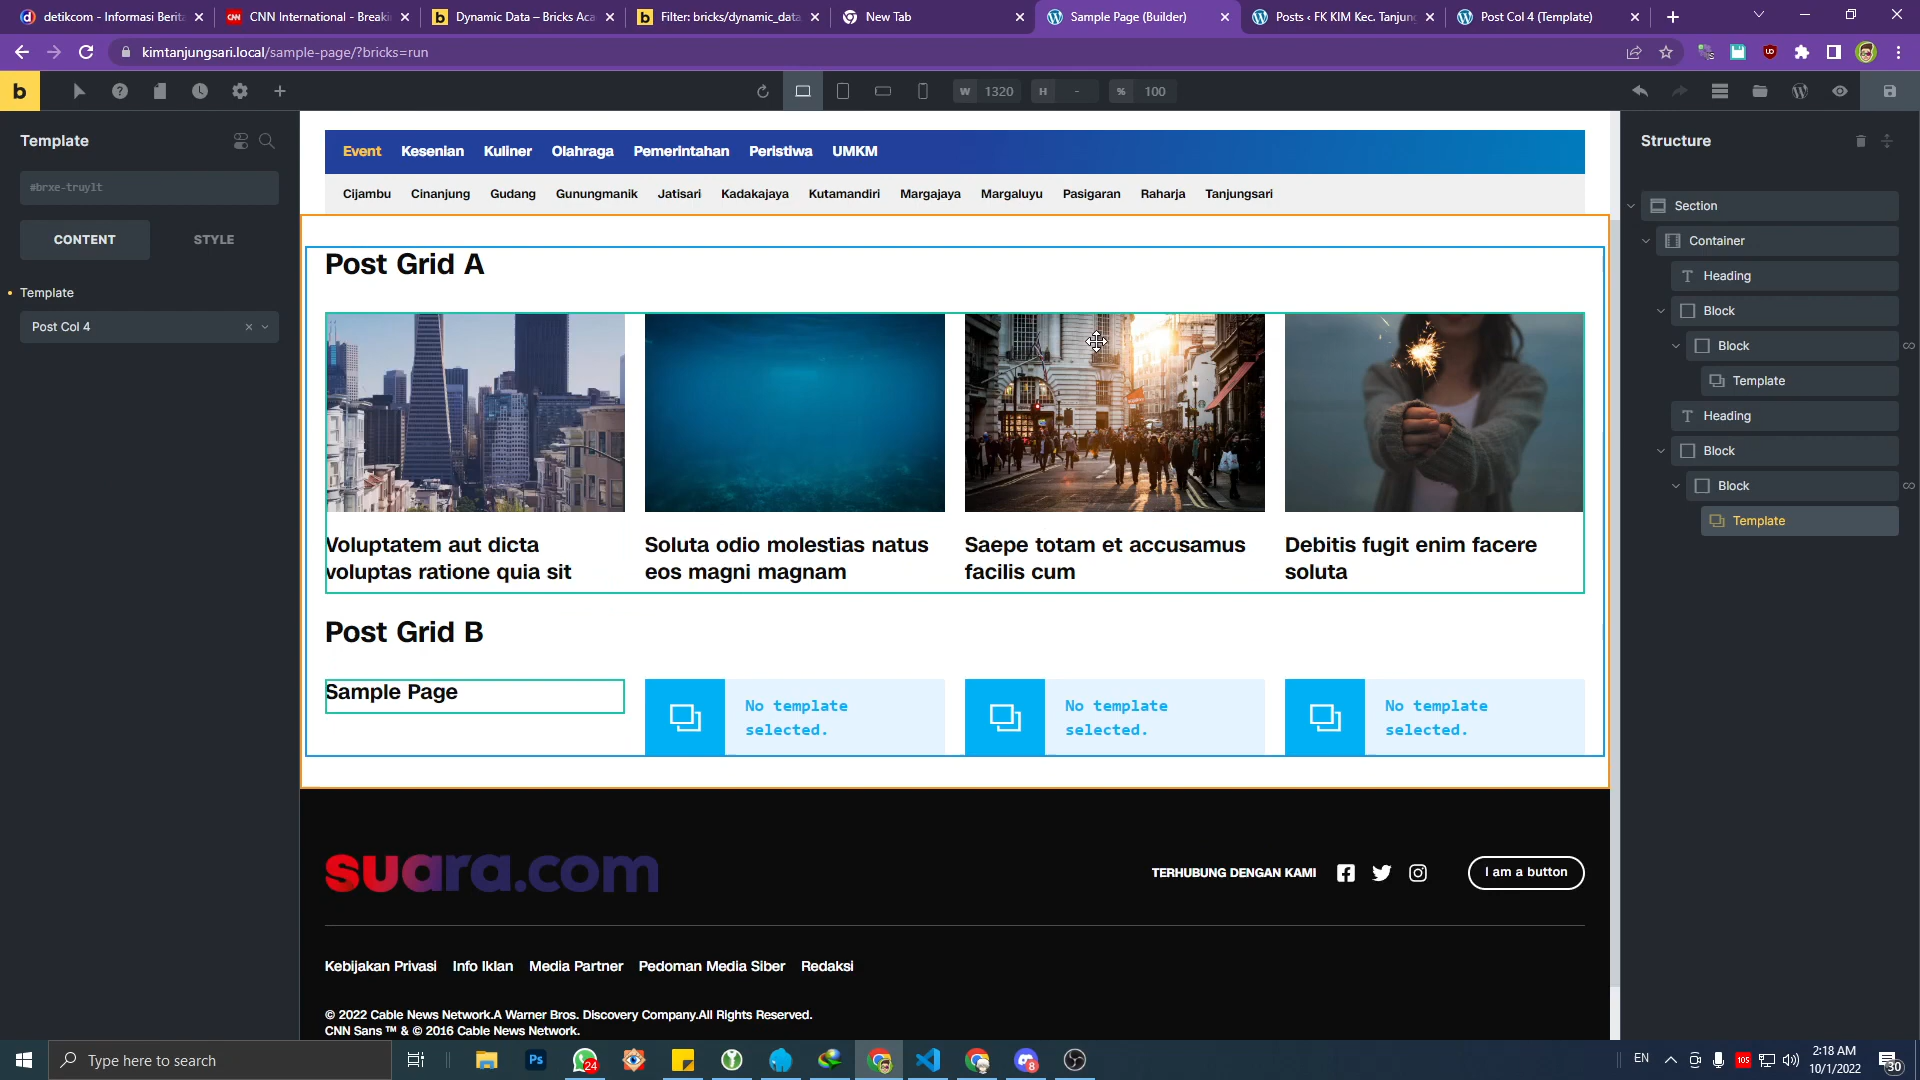 detikcom - Informasi Berita
CNN International - Breaki
Dynamic Data – Bricks Aca
Filter: bricks/dynamic_data
New Tab
Sample Page (Builder)
Posts ‹ FK KIM Kec. Tanjung
Post Col 4 (Template)
kimtanjungsari.local/sample-page/?bricks=run
b
W 1320
H -
% 100
Template
#brxe-truylt
CONTENT
STYLE
Template
Post Col 4
Event Kesenian Kuliner Olahraga Pemerintahan Peristiwa UMKM
Cijambu Cinanjung Gudang Gunungmanik Jatisari Kadakajaya Kutamandiri Margajaya Margaluyu Pasigaran Raharja Tanjungsari
Post Grid A
Voluptatem aut dicta
voluptas ratione quia sit
Soluta odio molestias natus
eos magni magnam
Saepe totam et accusamus
facilis cum
Debitis fugit enim facere
soluta
Post Grid B
Sample Page
No template
selected.
No template
selected.
No template
selected.
suara.com
TERHUBUNG DENGAN KAMI
I am a button
Kebijakan Privasi Info Iklan Media Partner Pedoman Media Siber Redaksi
© 2022 Cable News Network.A Warner Bros. Discovery Company.All Rights Reserved.
CNN Sans ™ & © 2016 Cable News Network.
Structure
Section
Container
Heading
Block
Block
Template
Heading
Block
Block
Template
Type here to search
Ps
24
8
EN
105
2:18 AM
10/1/2022
30